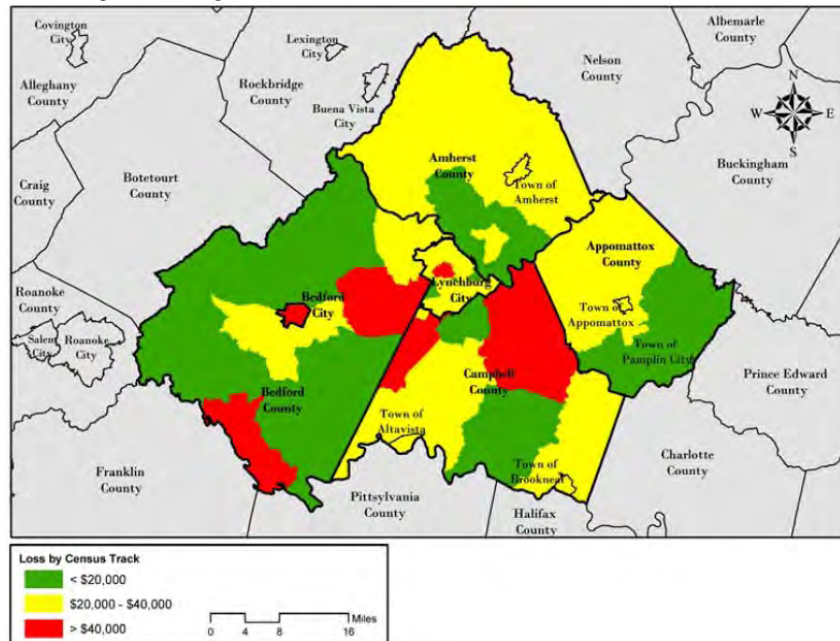 Covington
City
Alleghany
County
Craig
County
Botetourt
County
Lexington
City
Rockbridge
County
Buena Vista
City
Nelson
County
Albemarle
County
N
W E
S
Buckingham
County
Amherst
County
Town of
Amherst
Appomattox
County
Town of
Appomattox
Town of
Pamplin City
Prince Edward
County
Roanoke
County
Salem
City
Roanoke
City
Bedford
City
Lynchburg
City
Bedford
County
Campbell
County
Town of
Altavista
Town of
Brookneal
Charlotte
County
Franklin
County
Pittsylvania
County
Halifax
County
Loss by Census Track
< $20,000
$20,000 - $40,000
> $40,000
Miles
0 4 8 16